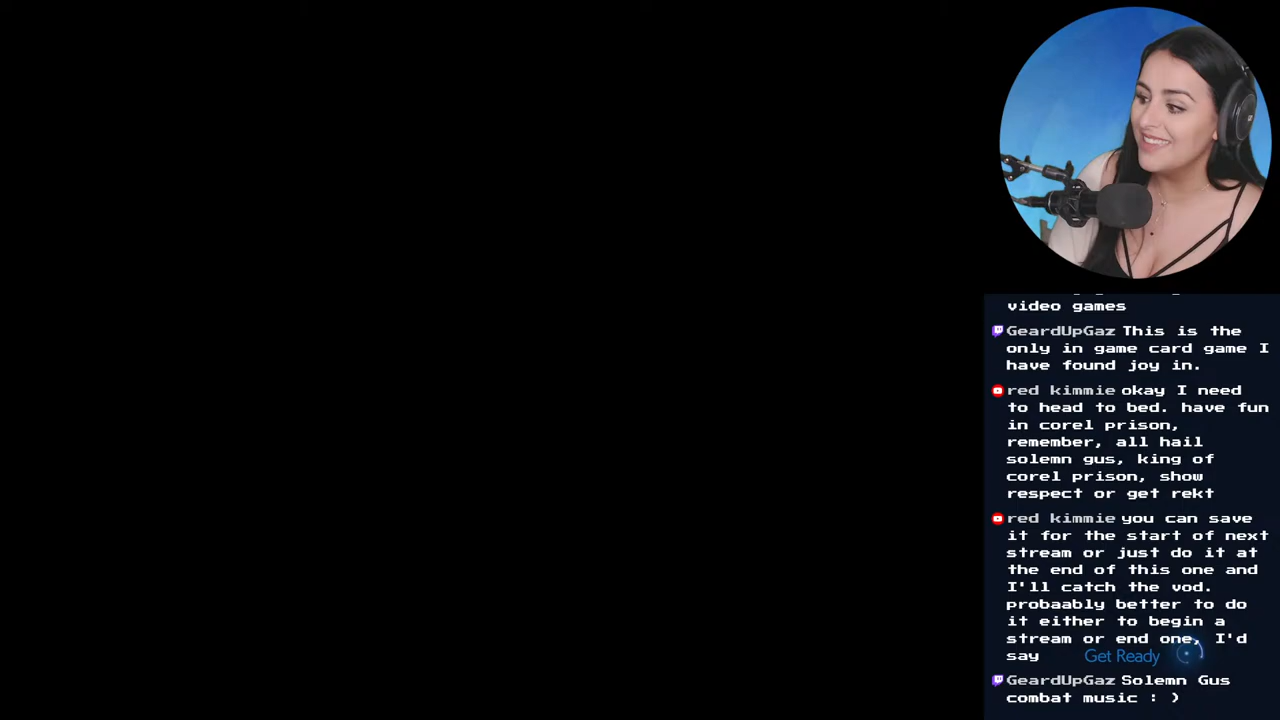 video games
GeardUpGaz This is the
only in game card game I
have found joy in.
red kimmie okay I need
to head to bed. have fun
in corel prison,
remember, all hail
solemn gus, king of
corel prison, show
respect or get rekt
red kimmie you can save
it for the start of next
stream or just do it at
the end of this one and
I'll catch the vod.
probaably better to do
it either to begin a
stream or end one, I'd
say
Get Ready
GeardUpGaz Solemn Gus
combat music : )